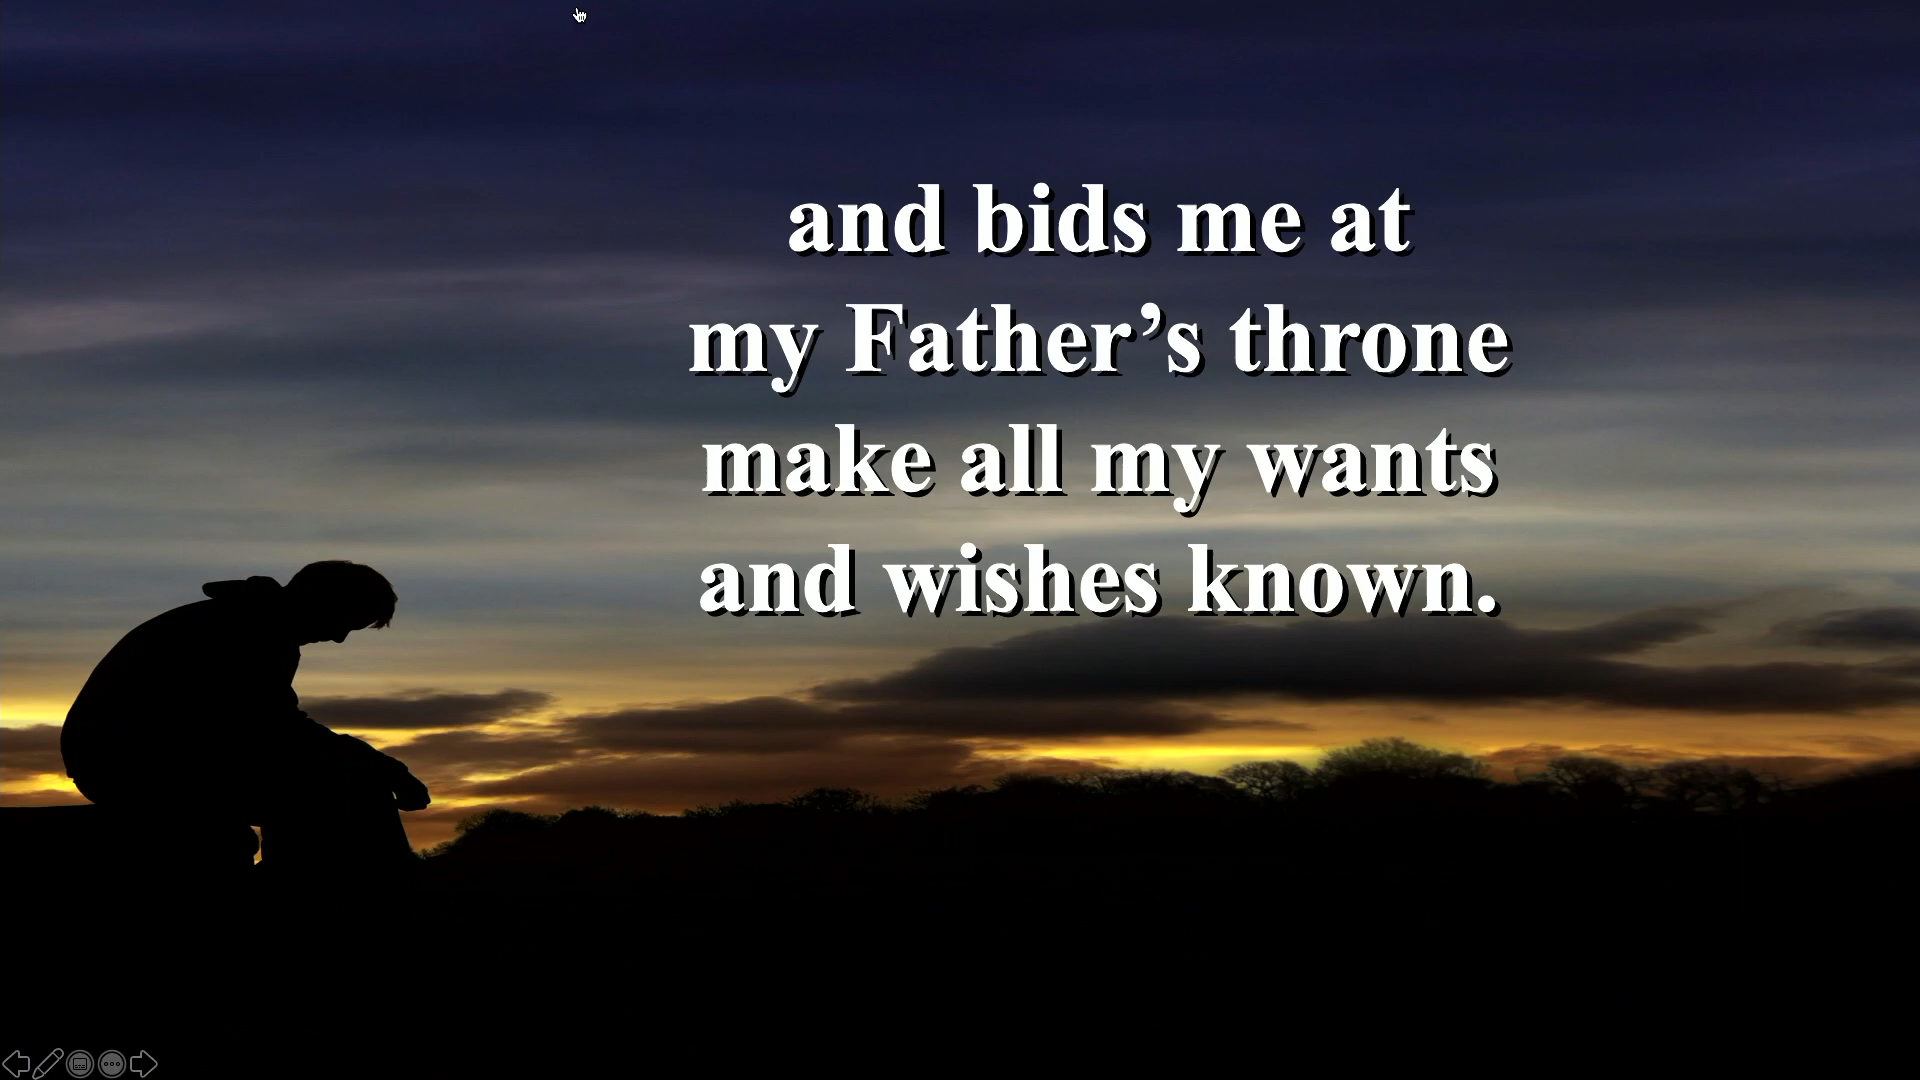 and bids me at
my Father’s throne
make all my wants
and wishes known.